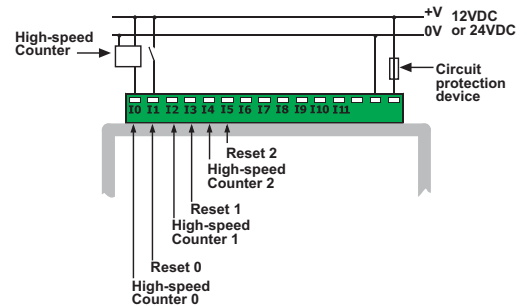 +V 12VDC
0V or 24VDC
High-speed
Counter
Circuit
protection
device
I0 I1 I2 I3 I4 I5 I6 I7 I8 I9 I10 I11
Reset 2
High-speed
Counter 2
Reset 1
High-speed
Counter 1
Reset 0
High-speed
Counter 0